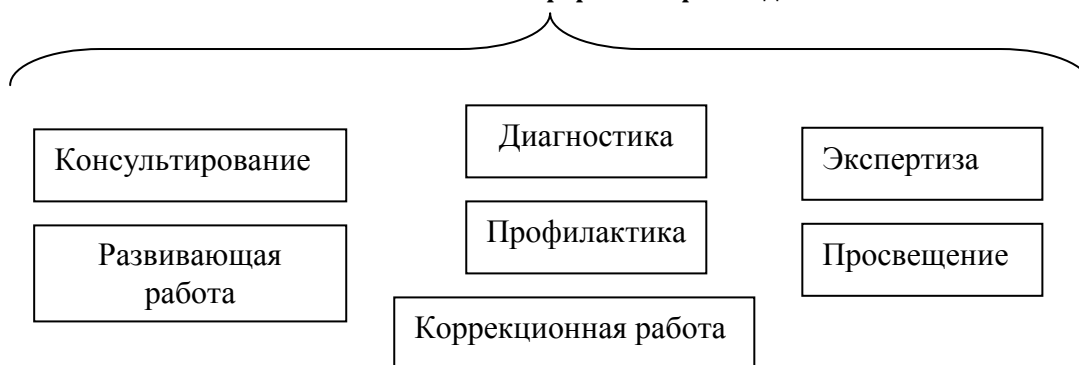 Консультирование
Диагностика
Экспертиза
Развивающая
работа
Профилактика
Просвещение
Коррекционная работа